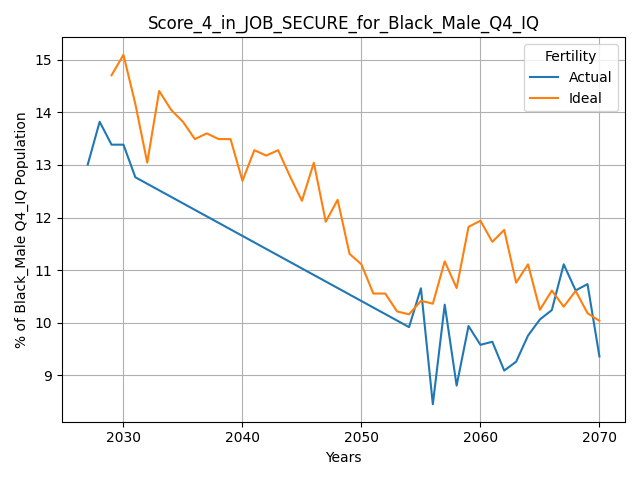 Score_4_in_JOB_SECURE_for_Black_Male_Q4_IQ
Fertility
Actual
Ideal
% of Black_Male Q4_IQ Population
15
14
13
12
11
10
9
2030 2040 2050 2060 2070
Years